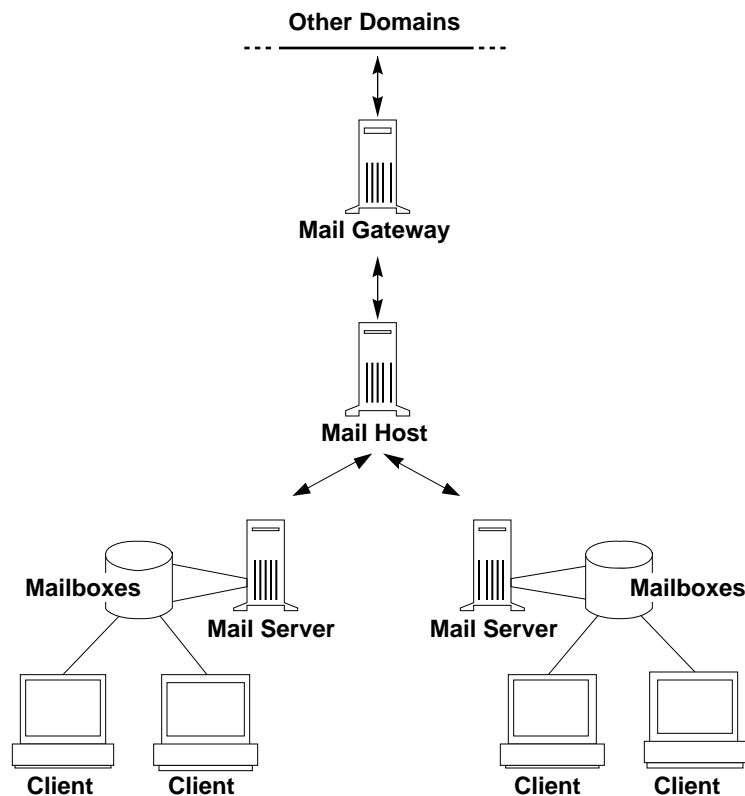 Other Domains
Mail Gateway
Mail Host
Mailboxes
Mail Server
Mail Server
Mailboxes
Client
Client
Client
Client